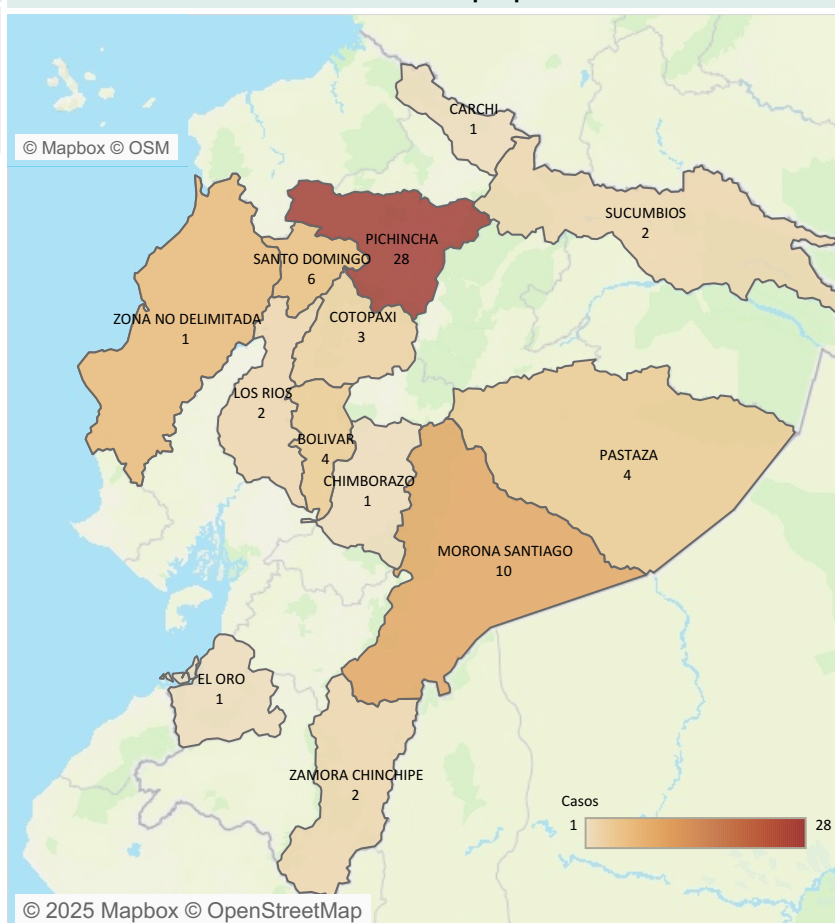 CARCHI
1
© Mapbox © OSM
SUCUMBIOS
2
PICHINCHA
28
SANTO DOMINGO
6
ZONA NO DELIMITADA
1
COTOPAXI
3
LOS RIOS
2
BOLIVAR
4
CHIMBORAZO
1
PASTAZA
4
MORONA SANTIAGO
10
EL ORO
1
ZAMORA CHINCHIPE
2
Casos
1
28
© 2025 Mapbox © OpenStreetMap